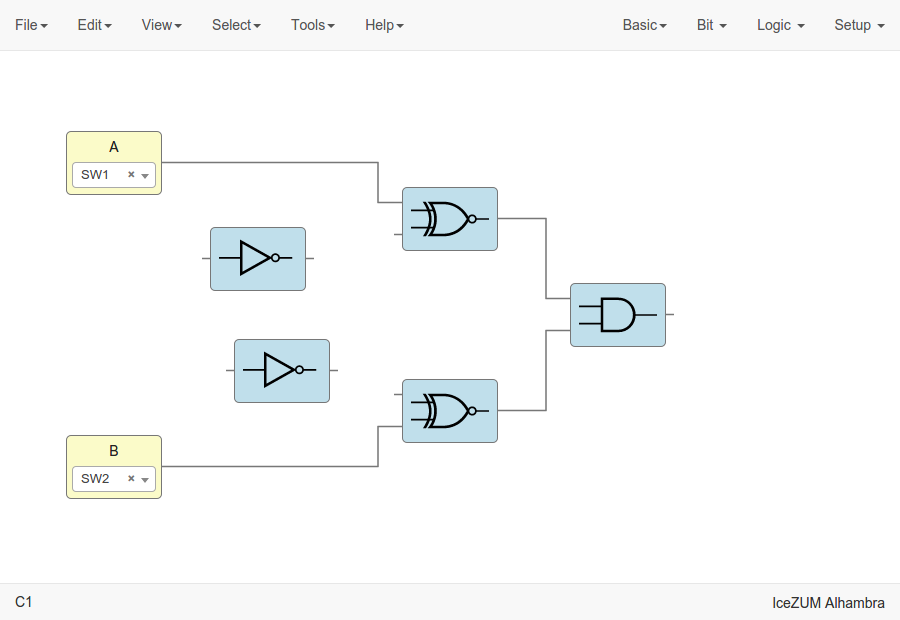 File Edit View Select Tools Help Basic Bit Logic Setup
A
SW1 ×
B
SW2 ×
C1 IceZUM Alhambra